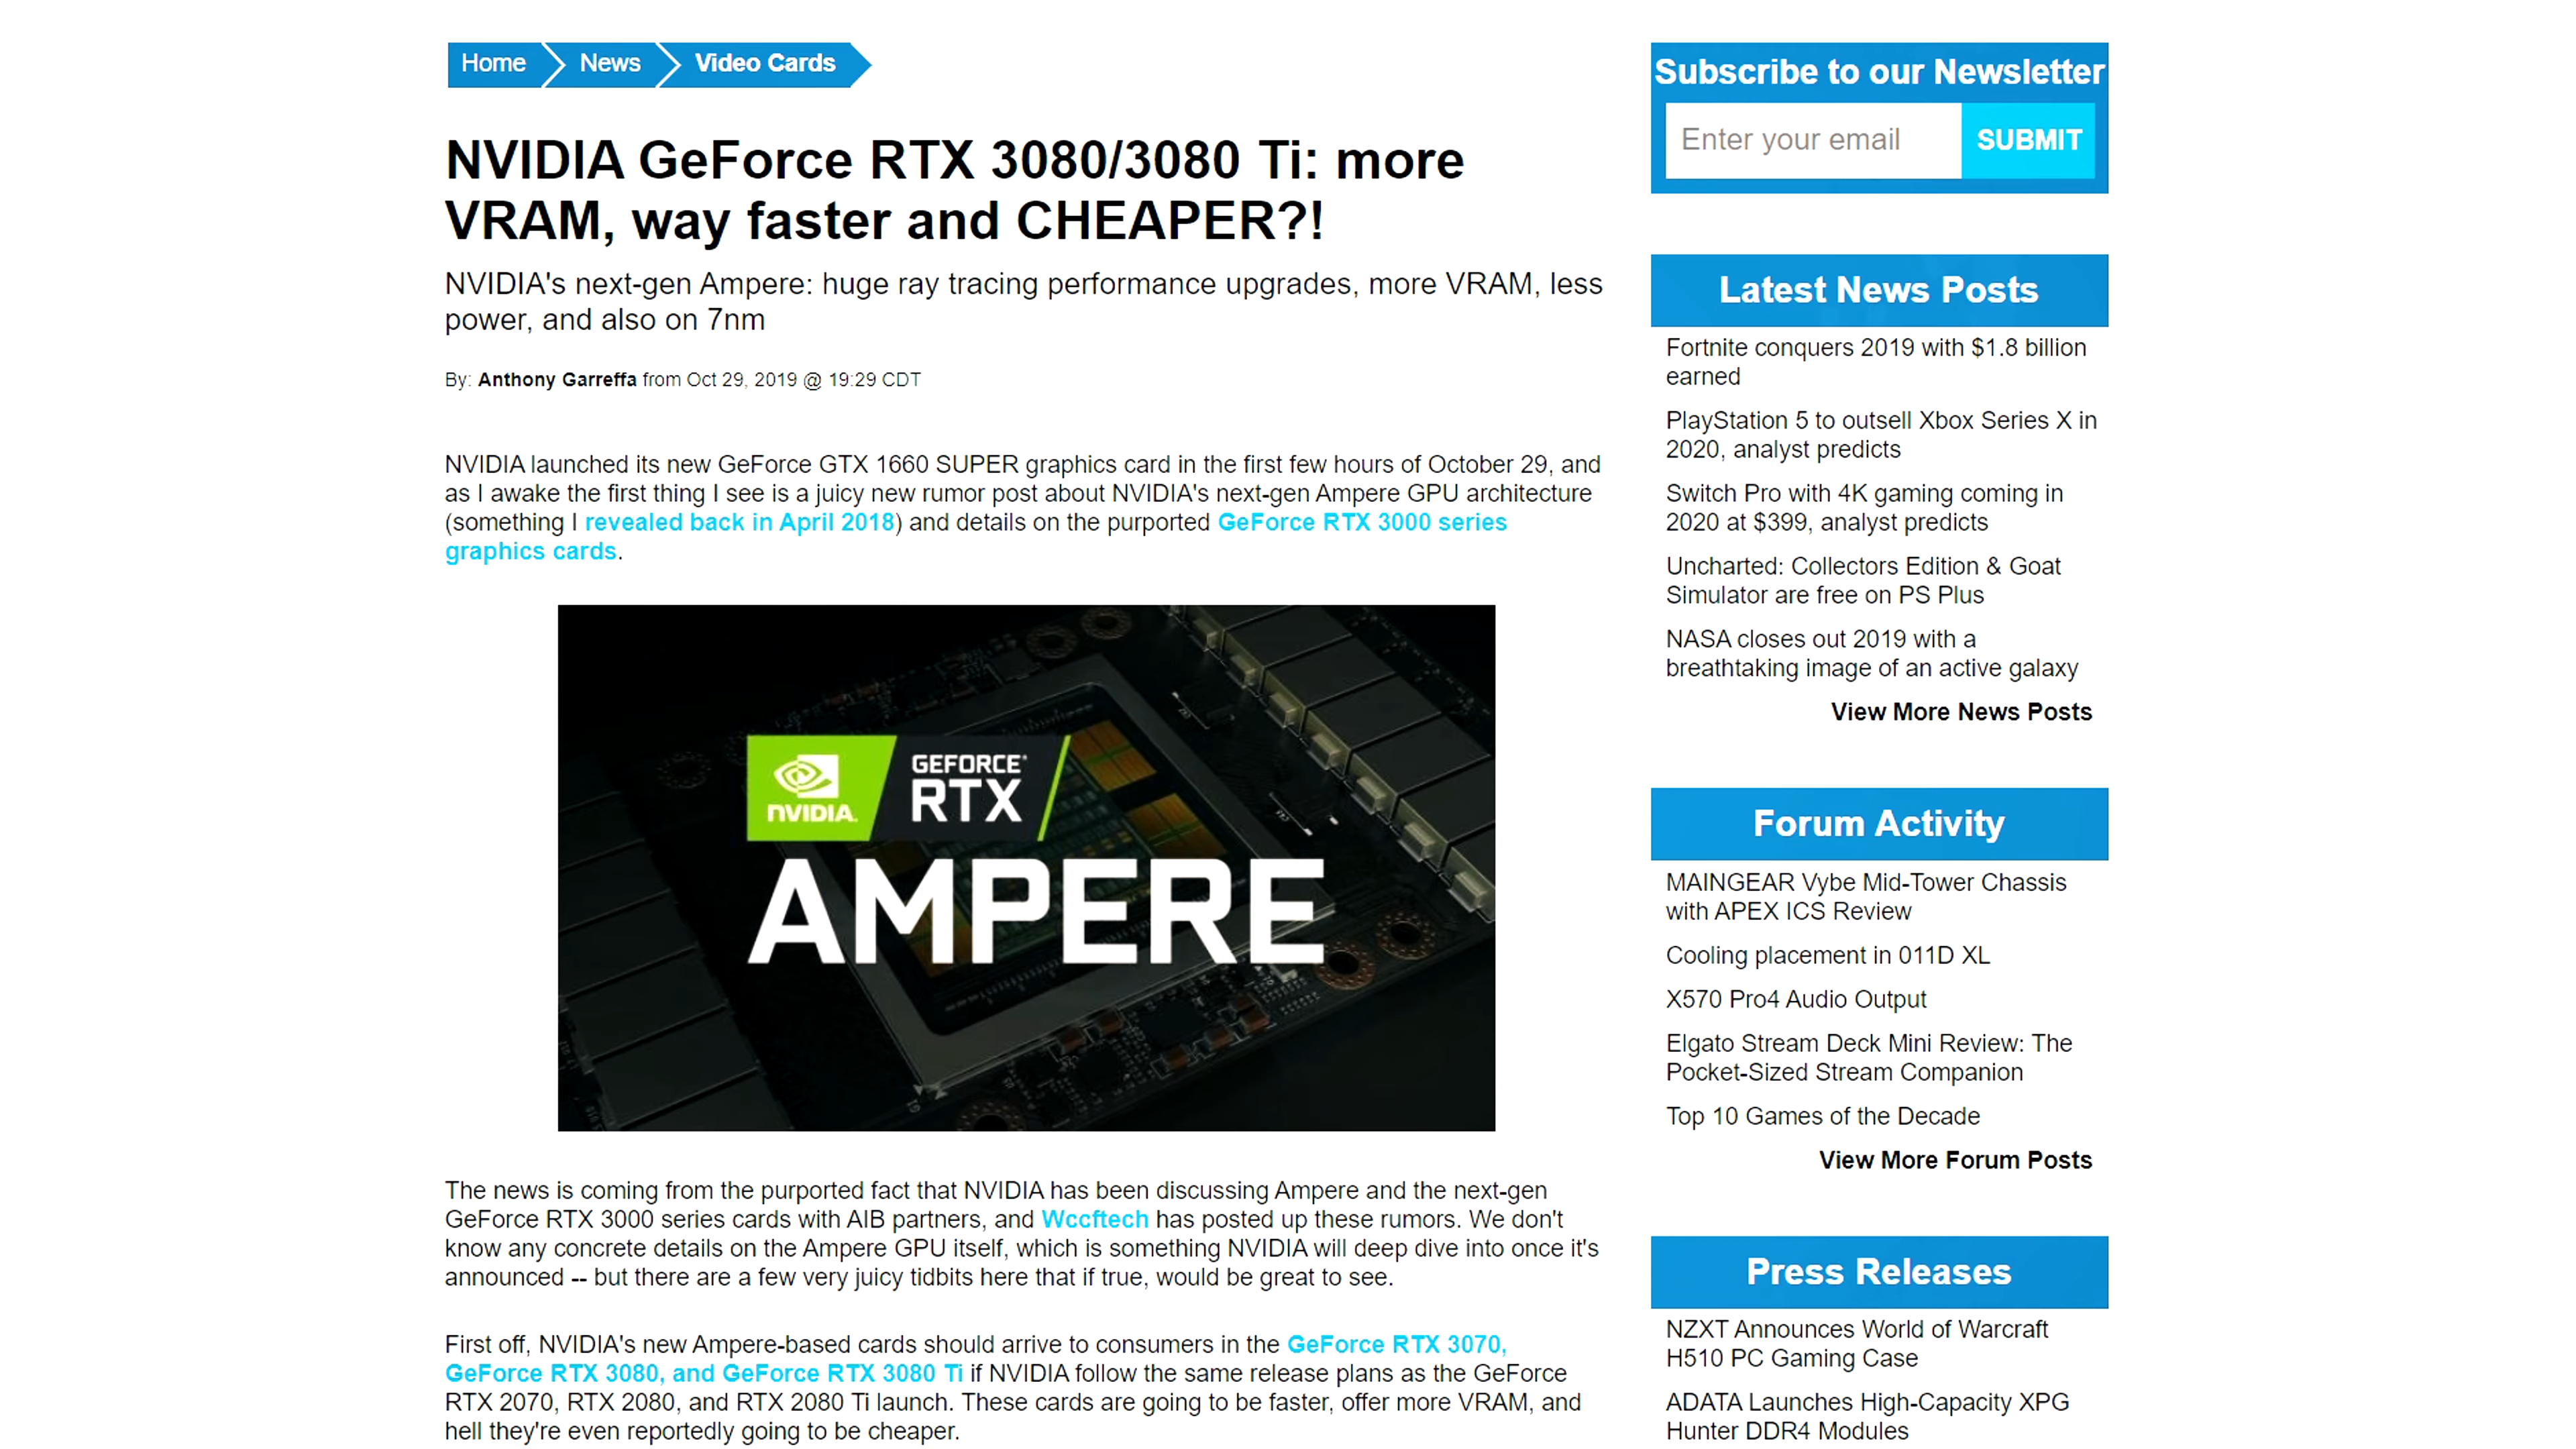 Home
News
Video Cards
NVIDIA GeForce RTX 3080/3080 Ti: more
VRAM, way faster and CHEAPER?!
NVIDIA's next-gen Ampere: huge ray tracing performance upgrades, more VRAM, less
power, and also on 7nm
By: Anthony Garreffa from Oct 29, 2019 @ 19:29 CDT
NVIDIA launched its new GeForce GTX 1660 SUPER graphics card in the first few hours of October 29, and
as I awake the first thing I see is a juicy new rumor post about NVIDIA's next-gen Ampere GPU architecture
(something I revealed back in April 2018) and details on the purported GeForce RTX 3000 series
graphics cards.
NVIDIA.
GEFORCE
RTX
AMPERE
The news is coming from the purported fact that NVIDIA has been discussing Ampere and the next-gen
GeForce RTX 3000 series cards with AIB partners, and Wccftech has posted up these rumors. We don't
know any concrete details on the Ampere GPU itself, which is something NVIDIA will deep dive into once it's
announced -- but there are a few very juicy tidbits here that if true, would be great to see.
First off, NVIDIA's new Ampere-based cards should arrive to consumers in the GeForce RTX 3070,
GeForce RTX 3080, and GeForce RTX 3080 Ti if NVIDIA follow the same release plans as the GeForce
RTX 2070, RTX 2080, and RTX 2080 Ti launch. These cards are going to be faster, offer more VRAM, and
hell they're even reportedly going to be cheaper.
Subscribe to our Newsletter
Enter your email
SUBMIT
Latest News Posts
Fortnite conquers 2019 with $1.8 billion
earned
PlayStation 5 to outsell Xbox Series X in
2020, analyst predicts
Switch Pro with 4K gaming coming in
2020 at $399, analyst predicts
Uncharted: Collectors Edition & Goat
Simulator are free on PS Plus
NASA closes out 2019 with a
breathtaking image of an active galaxy
View More News Posts
Forum Activity
MAINGEAR Vybe Mid-Tower Chassis
with APEX ICS Review
Cooling placement in 011D XL
X570 Pro4 Audio Output
Elgato Stream Deck Mini Review: The
Pocket-Sized Stream Companion
Top 10 Games of the Decade
View More Forum Posts
Press Releases
NZXT Announces World of Warcraft
H510 PC Gaming Case
ADATA Launches High-Capacity XPG
Hunter DDR4 Modules